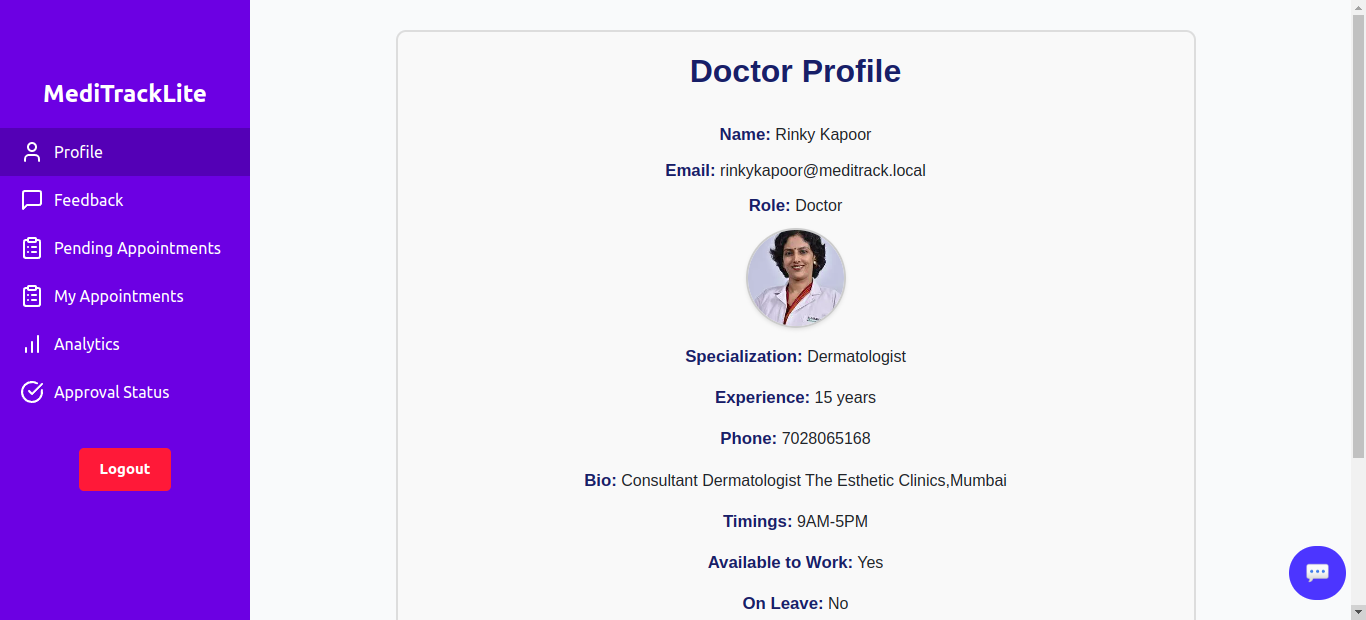 MediTrackLite
Profile
Feedback
Pending Appointments
My Appointments
Analytics
Approval Status
Logout
Doctor Profile
Name: Rinky Kapoor
Email: rinkykapoor@meditrack.local
Role: Doctor
Specialization: Dermatologist
Experience: 15 years
Phone: 7028065168
Bio: Consultant Dermatologist The Esthetic Clinics,Mumbai
Timings: 9AM-5PM
Available to Work: Yes
On Leave: No